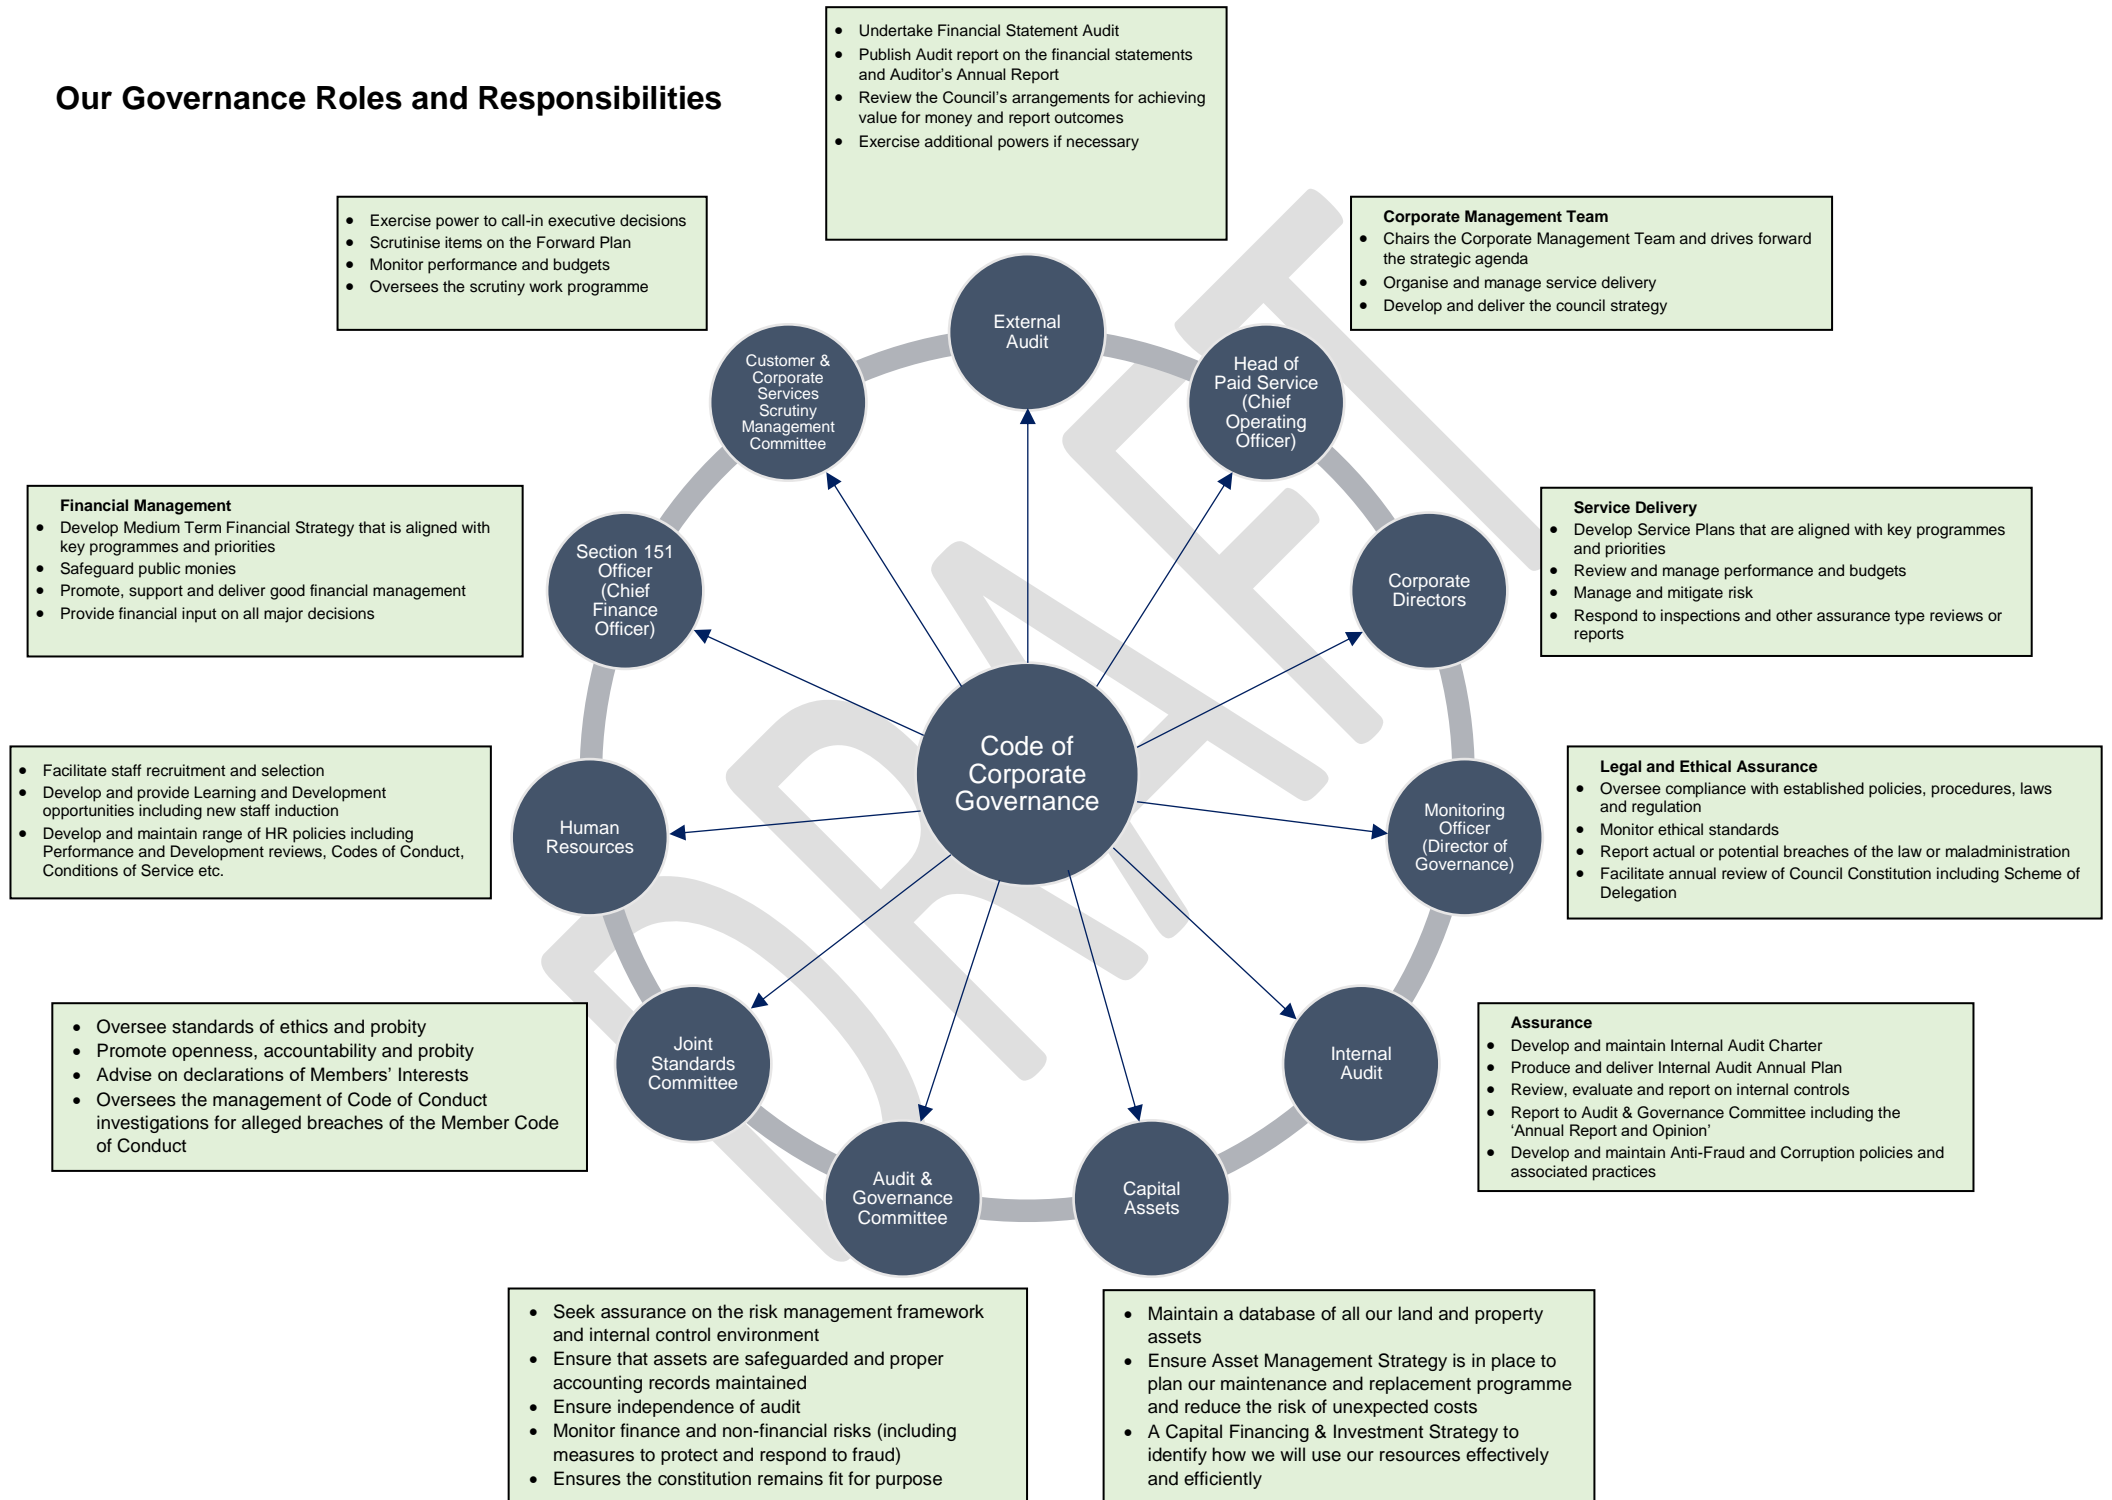 Our Governance Roles and Responsibilities
• Undertake Financial Statement Audit
• Publish Audit report on the financial statements
and Auditor’s Annual Report
• Review the Council’s arrangements for achieving
value for money and report outcomes
• Exercise additional powers if necessary
• Exercise power to call-in executive decisions
• Scrutinise items on the Forward Plan
• Monitor performance and budgets
• Oversees the scrutiny work programme
Corporate Management Team
• Chairs the Corporate Management Team and drives forward
the strategic agenda
• Organise and manage service delivery
• Develop and deliver the council strategy
External
Audit
Customer &
Corporate
Services
Scrutiny
Management
Committee
Head of
Paid Service
(Chief
Operating
Officer)
Financial Management
• Develop Medium Term Financial Strategy that is aligned with
key programmes and priorities
• Safeguard public monies
• Promote, support and deliver good financial management
• Provide financial input on all major decisions
Section 151
Officer
(Chief
Finance
Officer)
Corporate
Directors
Service Delivery
• Develop Service Plans that are aligned with key programmes
and priorities
• Review and manage performance and budgets
• Manage and mitigate risk
• Respond to inspections and other assurance type reviews or
reports
Code of
Corporate
Governance
• Facilitate staff recruitment and selection
• Develop and provide Learning and Development
opportunities including new staff induction
• Develop and maintain range of HR policies including
Performance and Development reviews, Codes of Conduct,
Conditions of Service etc.
Human
Resources
Monitoring
Officer
(Director of
Governance)
Legal and Ethical Assurance
• Oversee compliance with established policies, procedures, laws
and regulation
• Monitor ethical standards
• Report actual or potential breaches of the law or maladministration
• Facilitate annual review of Council Constitution including Scheme of
Delegation
• Oversee standards of ethics and probity
• Promote openness, accountability and probity
• Advise on declarations of Members’ Interests
• Oversees the management of Code of Conduct
investigations for alleged breaches of the Member Code
of Conduct
Joint
Standards
Committee
Internal
Audit
Assurance
• Develop and maintain Internal Audit Charter
• Produce and deliver Internal Audit Annual Plan
• Review, evaluate and report on internal controls
• Report to Audit & Governance Committee including the
‘Annual Report and Opinion’
• Develop and maintain Anti-Fraud and Corruption policies and
associated practices
Audit &
Governance
Committee
Capital
Assets
• Seek assurance on the risk management framework
and internal control environment
• Ensure that assets are safeguarded and proper
accounting records maintained
• Ensure independence of audit
• Monitor finance and non-financial risks (including
measures to protect and respond to fraud)
• Ensures the constitution remains fit for purpose
• Maintain a database of all our land and property
assets
• Ensure Asset Management Strategy is in place to
plan our maintenance and replacement programme
and reduce the risk of unexpected costs
• A Capital Financing & Investment Strategy to
identify how we will use our resources effectively
and efficiently
DRAFT